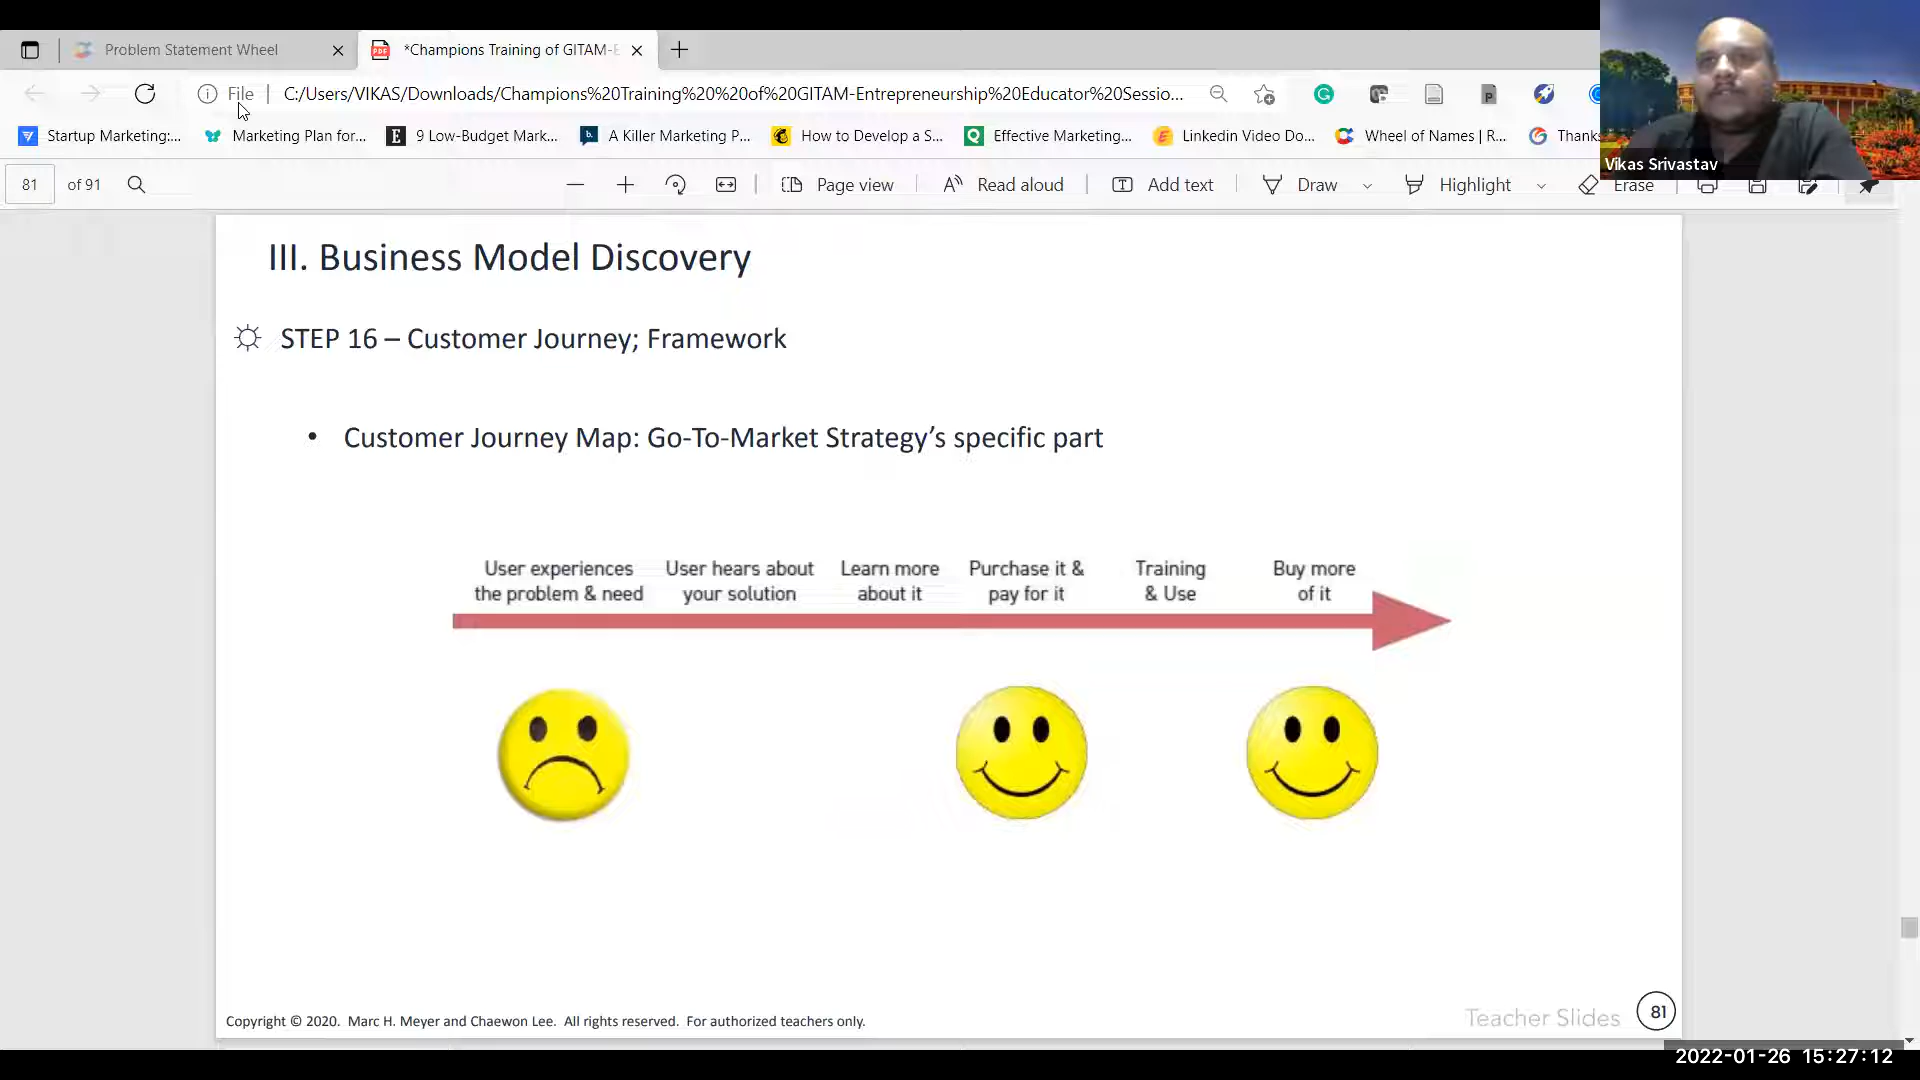 Problem Statement Wheel
*Champions Training of GITAM-E
File
C:/Users/VIKAS/Downloads/Champions%20Training%20%20of%20GITAM-Entrepreneurship%20Educator%20Sessio...
Startup Marketing:...
Marketing Plan for...
9 Low-Budget Mark...
A Killer Marketing P...
How to Develop a S...
Effective Marketing...
Linkedin Video Do...
Wheel of Names | R...
Thanks
Vikas Srivastav
81 of 91
Page view
Read aloud
Add text
Draw
Highlight
Erase
III. Business Model Discovery
STEP 16 – Customer Journey; Framework
• Customer Journey Map: Go-To-Market Strategy’s specific part
User experiences
the problem & need
User hears about
your solution
Learn more
about it
Purchase it &
pay for it
Training
& Use
Buy more
of it
Copyright © 2020. Marc H. Meyer and Chaewon Lee. All rights reserved. For authorized teachers only.
Teacher Slides
81
2022-01-26 15:27:12